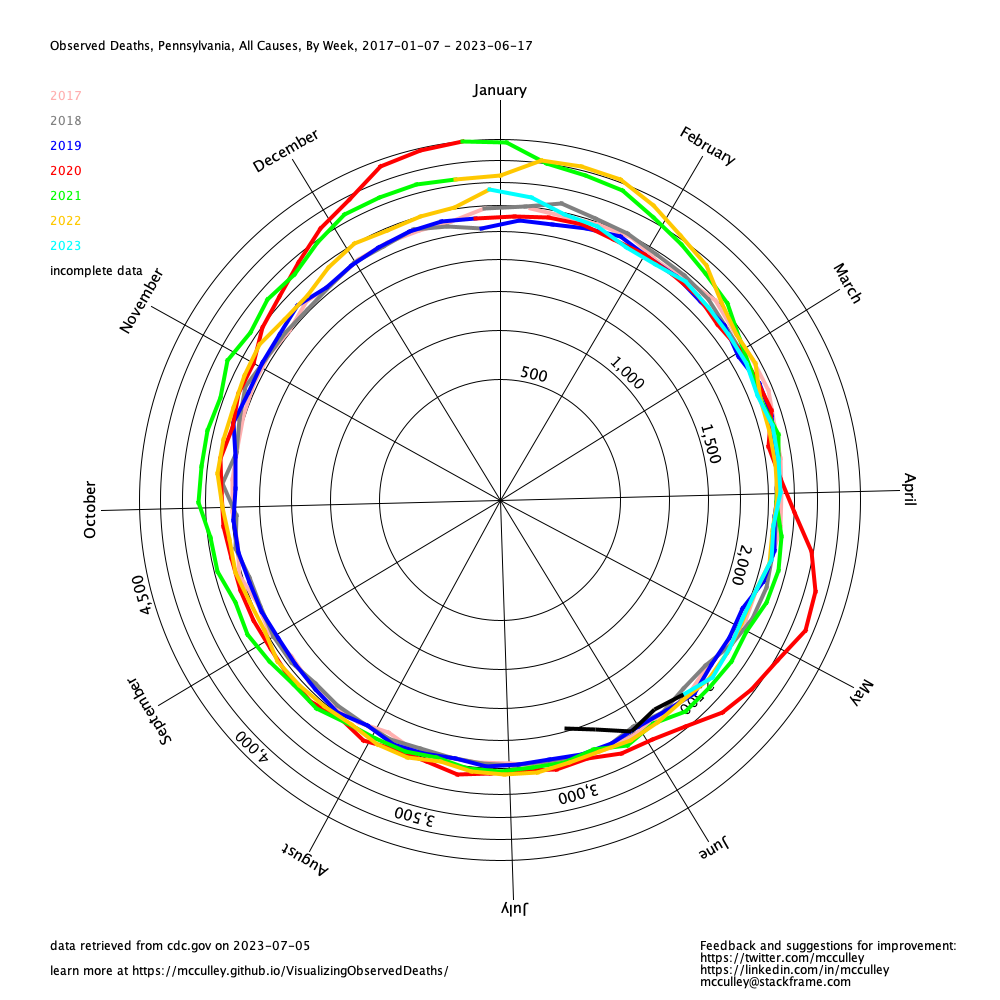 Observed Deaths, Pennsylvania, All Causes, By Week, 2017-01-07 - 2023-06-17
January
2017
2018
2019
2020
2021
2022
2023
incomplete data
February
March
April
May
June
July
August
September
October
November
December
500
1,000
1,500
2,000
3,000
3,500
4,000
4,500
data retrieved from cdc.gov on 2023-07-05
learn more at https://mcculley.github.io/VisualizingObservedDeaths/
Feedback and suggestions for improvement:
https://twitter.com/mcculley
https://linkedin.com/in/mcculley
mcculley@stackframe.com